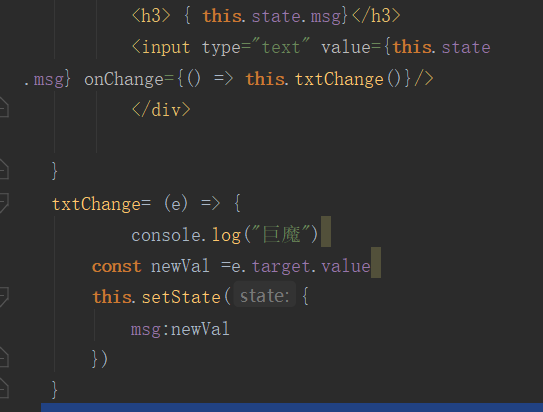 <h3> { this.state.msg}</h3>
<input type="text" value={this.state
.msg} onChange={() => this.txtChange()}/>
</div>
}
txtChange= (e) => {
console.log("巨魔")
const newVal =e.target.value
this.setState( state: {
msg:newVal
})
}